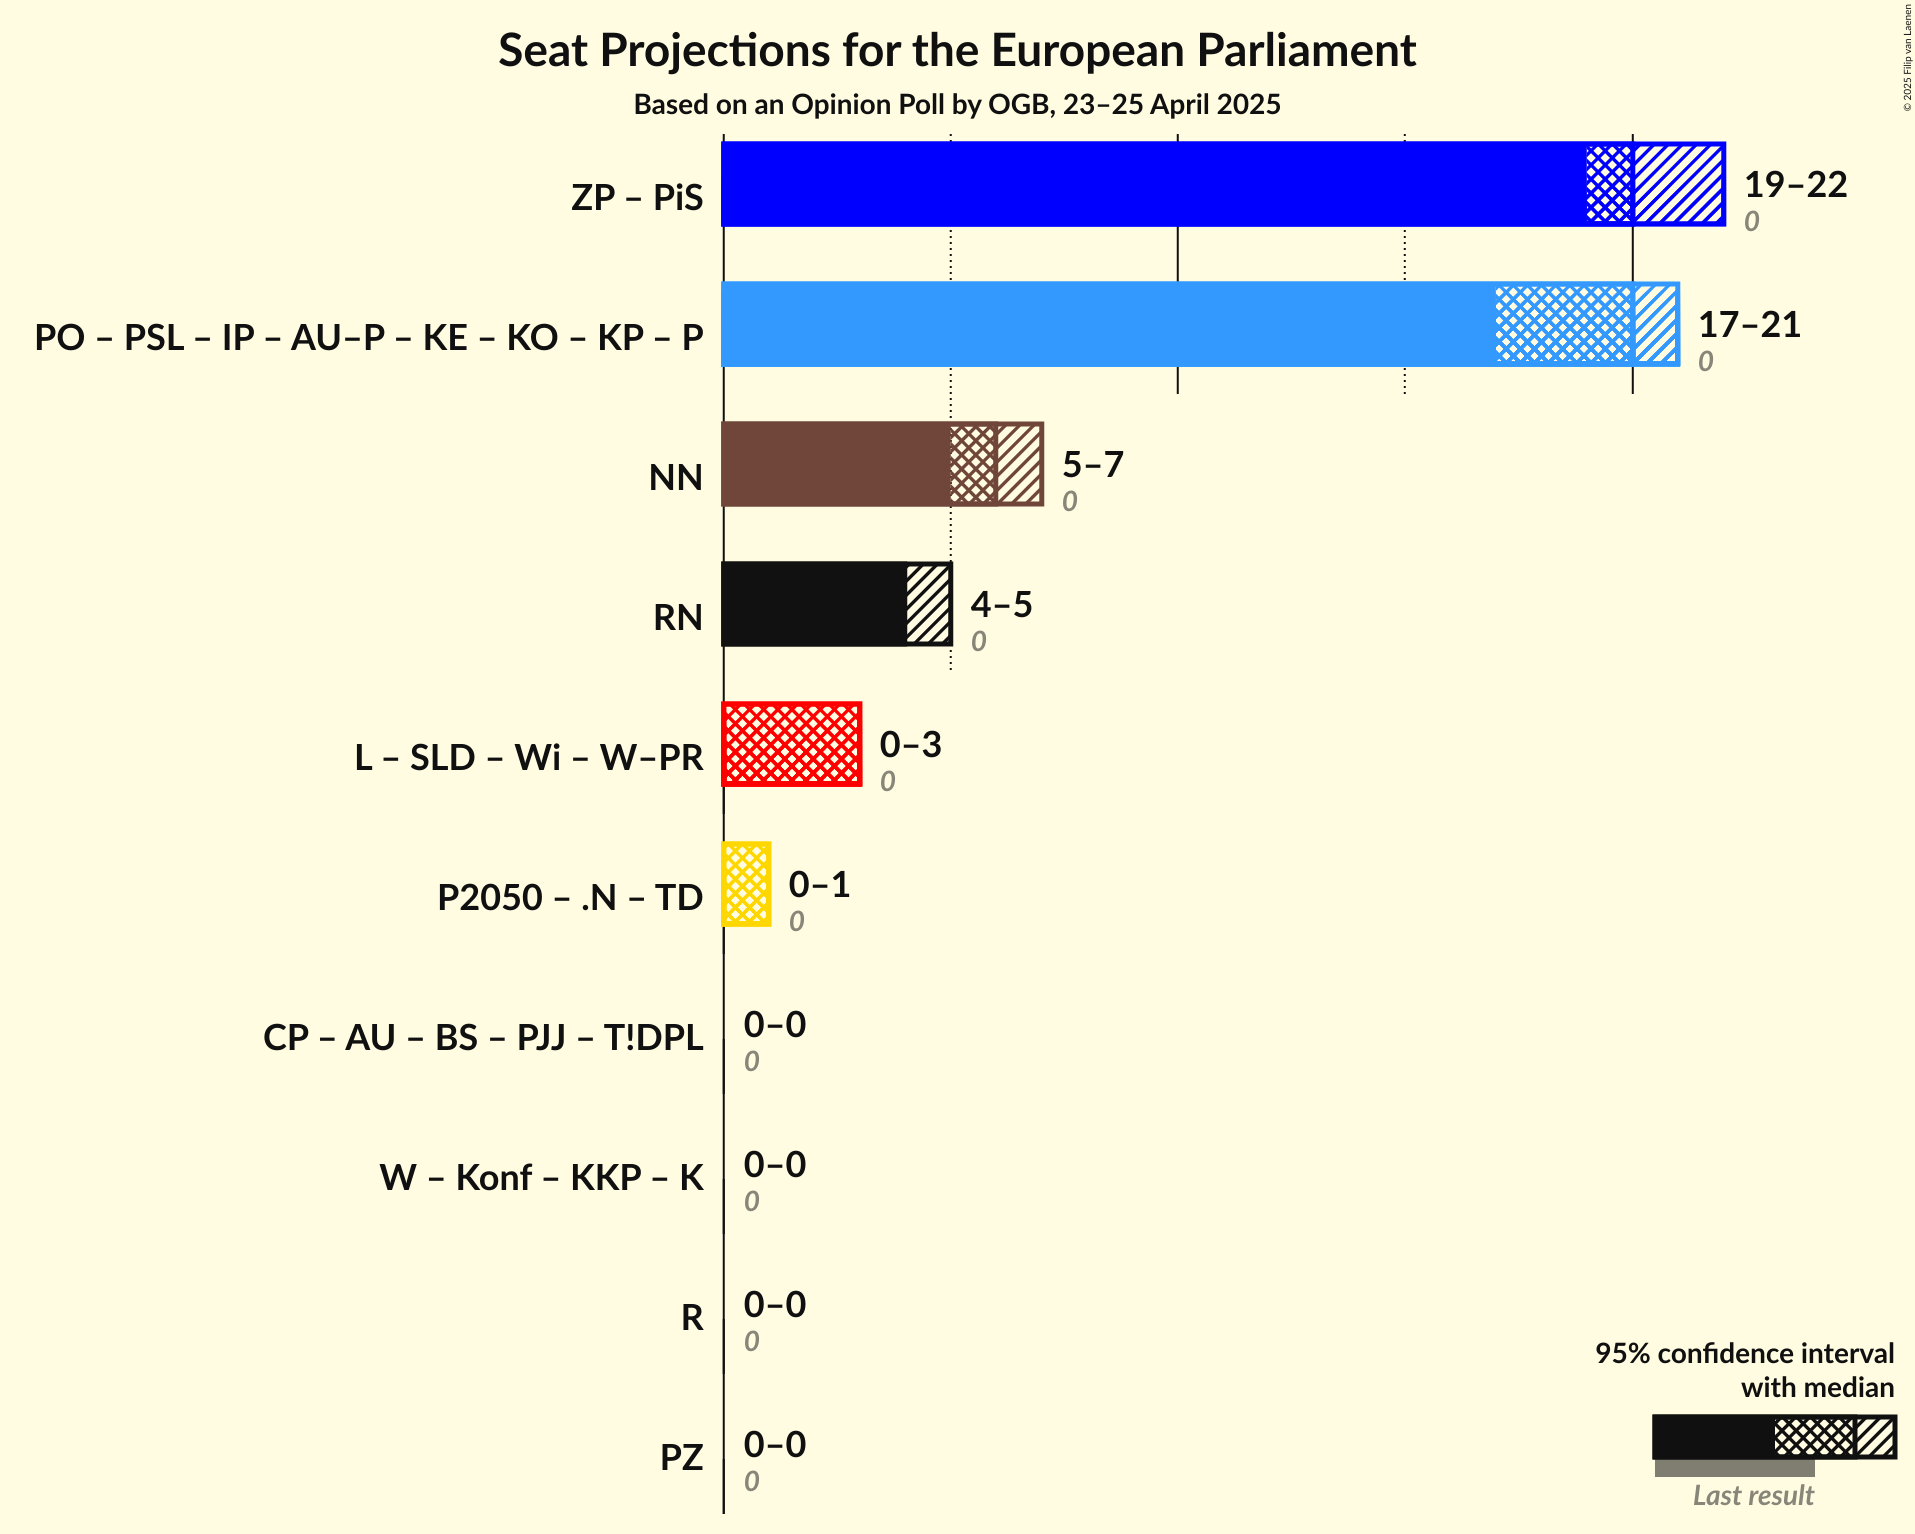 © 2025 Filip van Laenen
Seat Projections for the European Parliament
Based on an Opinion Poll by OGB, 23–25 April 2025
ZP – PiS
19–22
0
PO – PSL – IP – AU–P – KE – KO – KP – P
17–21
0
NN
5–7
0
RN
4–5
0
L – SLD – Wi – W–PR
0–3
0
P2050 – .N – TD
0–1
0
CP – AU – BS – PJJ – T!DPL
0–0
0
W – Konf – KKP – K
0–0
0
R
0–0
0
PZ
0–0
0
95% confidence interval
with median
Last result